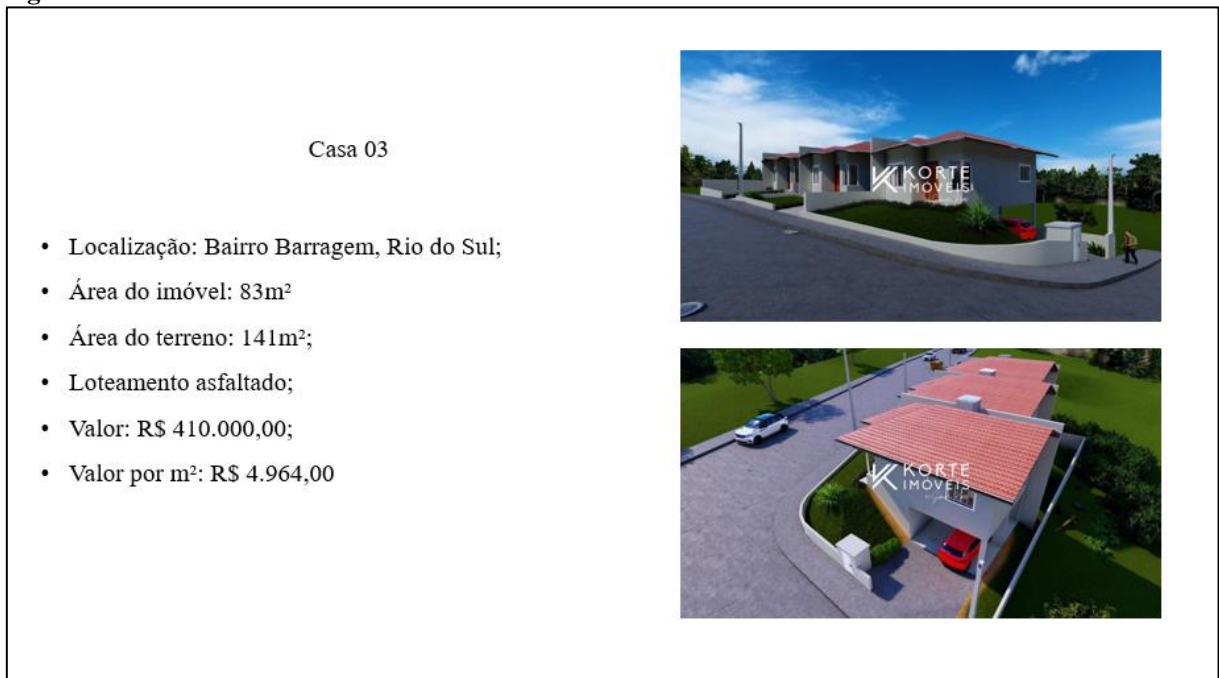 Casa 03
• Localização: Bairro Barragem, Rio do Sul;
• Área do imóvel: 83m²
• Área do terreno: 141m²;
• Loteamento asfaltado;
• Valor: R$ 410.000,00;
• Valor por m²: R$ 4.964,00
KORTE
IMÓVEIS
KORTE
IMÓVEIS